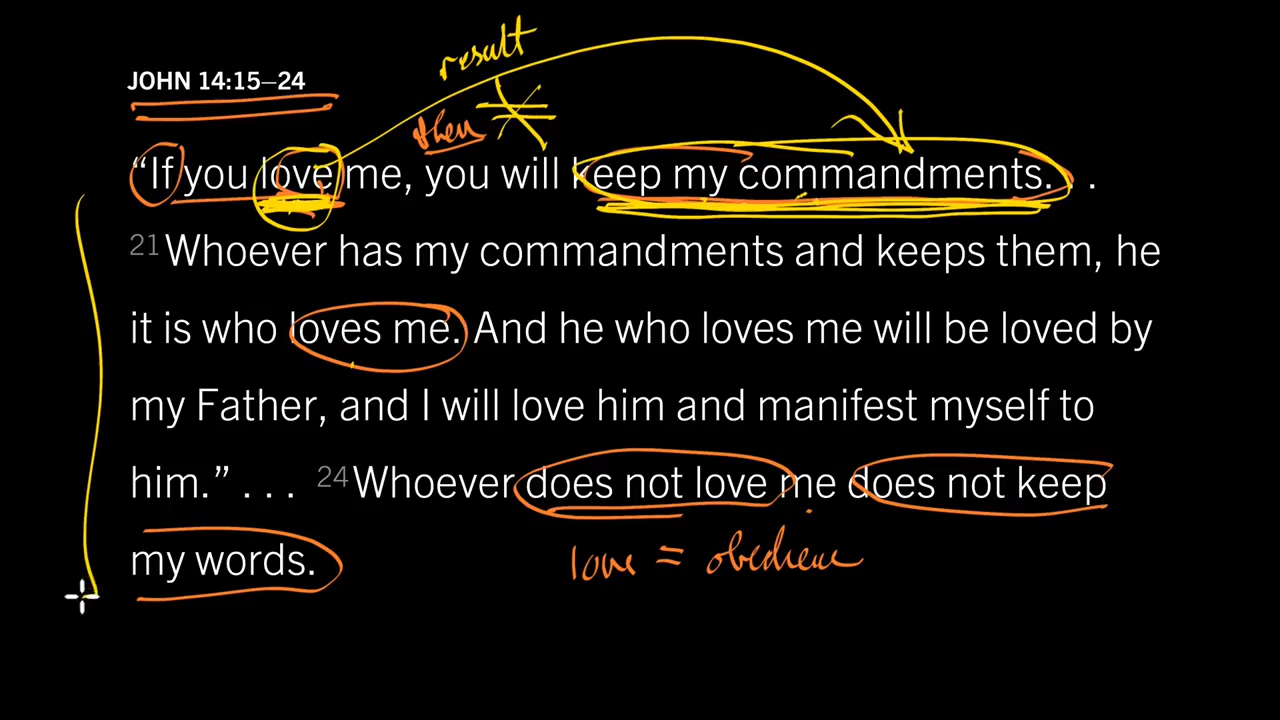 result
JOHN 14:15–24
then
“If you love me, you will keep my commandments. . .
21 Whoever has my commandments and keeps them, he
it is who loves me. And he who loves me will be loved by
my Father, and I will love him and manifest myself to
him.” . . . 24 Whoever does not love me does not keep
my words.
love = obedience